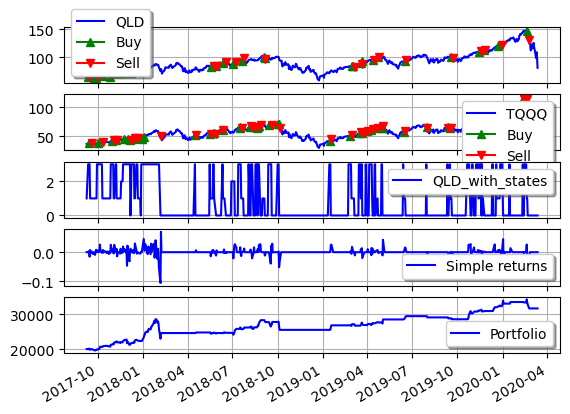 150
100
QLD
Buy
Sell
100
50
TQQQ
Buy
Sell
2
0
QLD_with_states
0.0
−0.1
Simple returns
30000
20000
Portfolio
2017-10
2018-01
2018-04
2018-07
2018-10
2019-01
2019-04
2019-07
2019-10
2020-01
2020-04